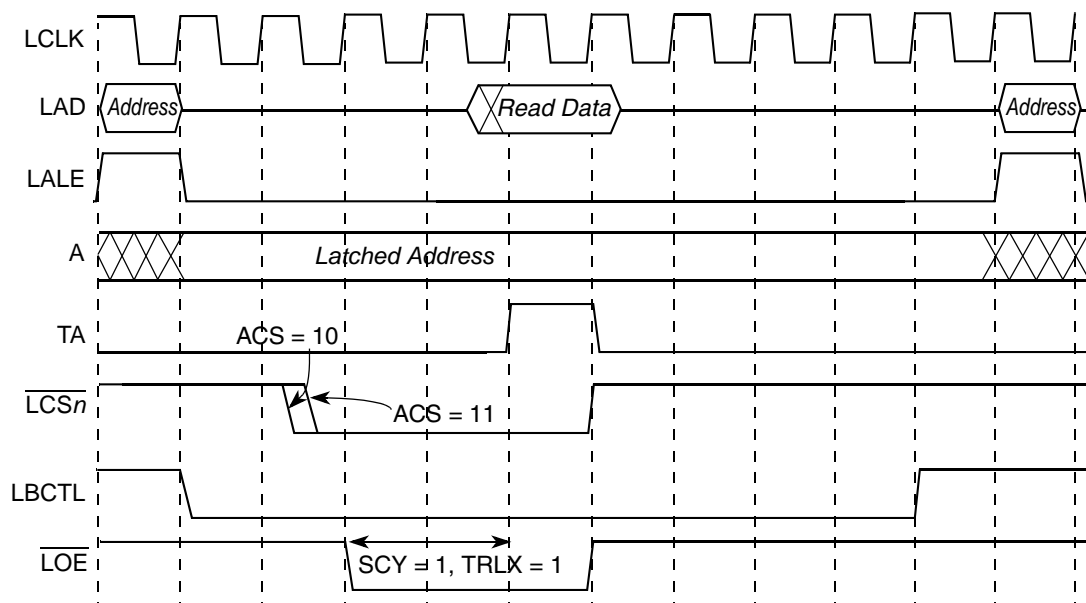 LCLK
LAD Address Read Data Address
LALE
A Latched Address
TA
ACS = 10
LCSn
ACS = 11
LBCTL
LOE
SCY = 1, TRLX = 1